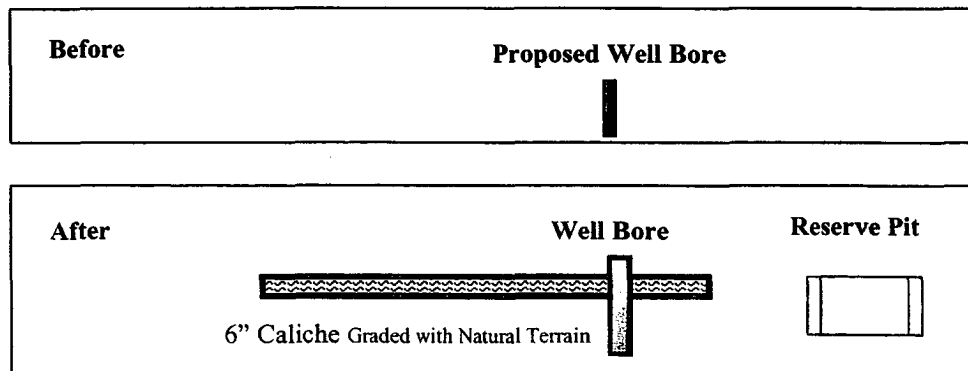 Before
Proposed Well Bore
After
Well Bore
Reserve Pit
6” Caliche Graded with Natural Terrain